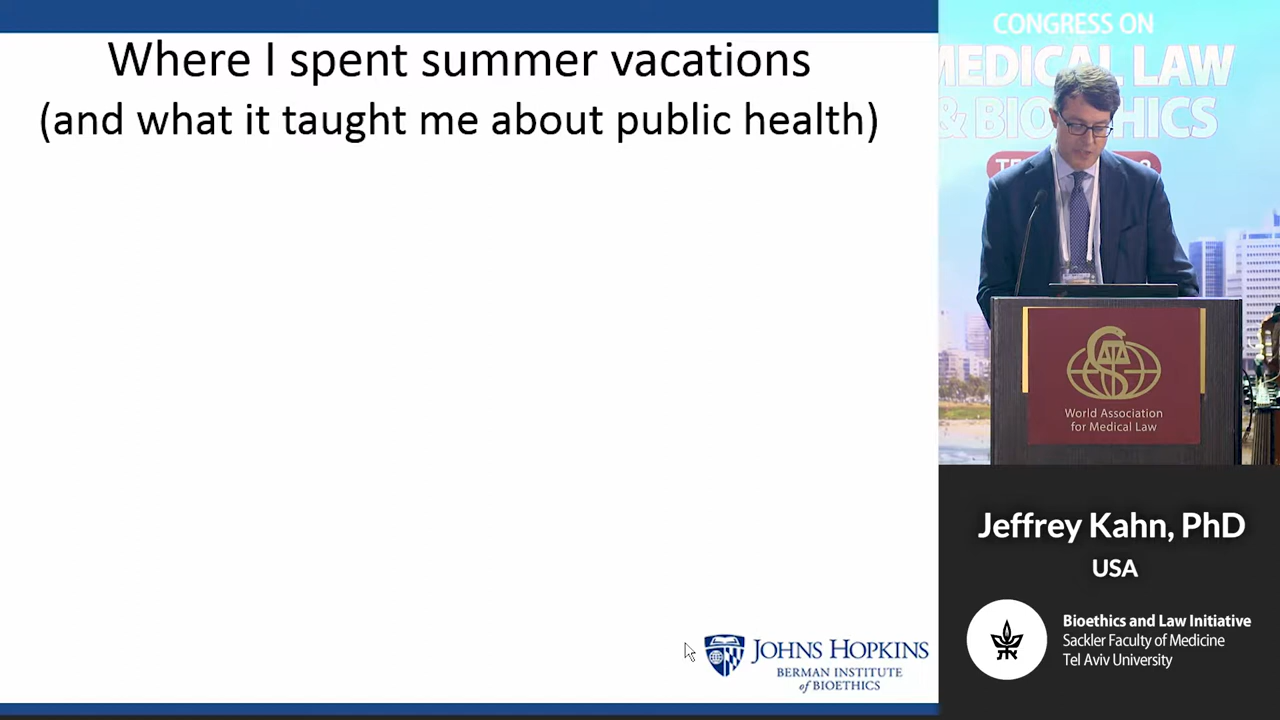 Where I spent summer vacations
(and what it taught me about public health)
JOHNS HOPKINS
BERMAN INSTITUTE
of BIOETHICS
CONGRESS ON
MEDICAL LAW
World Association
for Medical Law
Jeffrey Kahn, PhD
USA
Bioethics and Law Initiative
Sackler Faculty of Medicine
Tel Aviv University